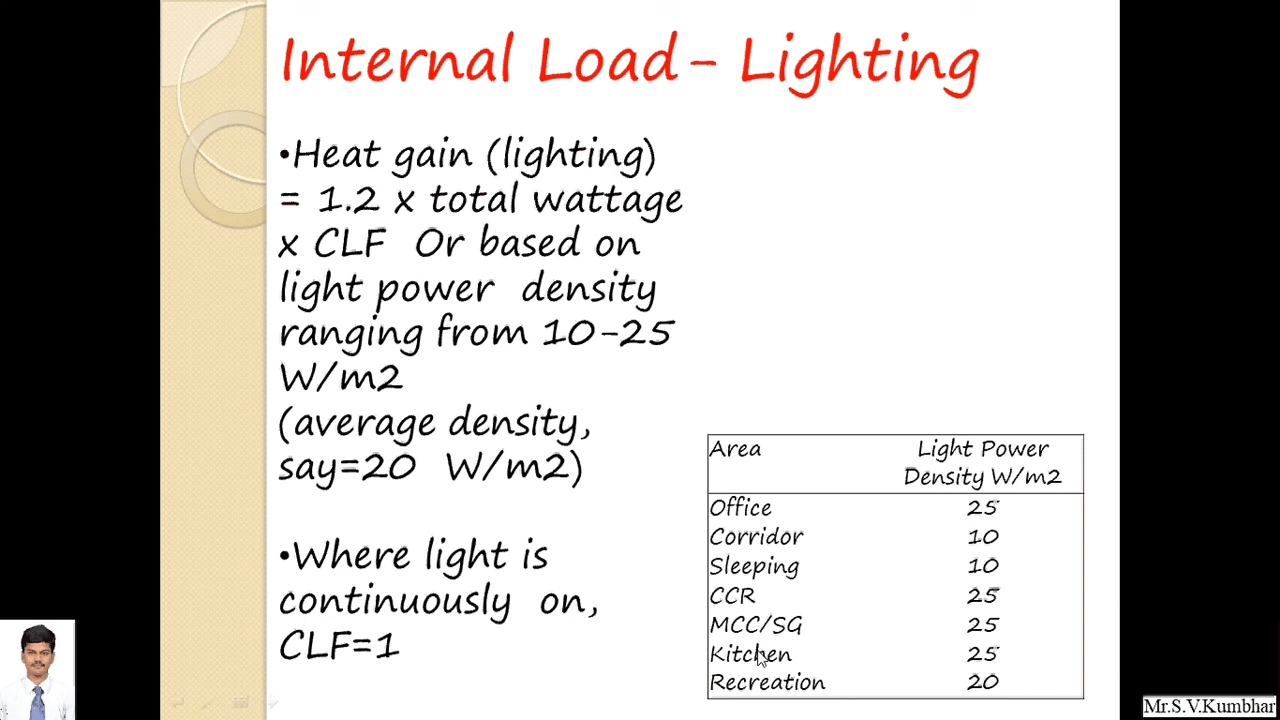 Internal Load - Lighting
•Heat gain (lighting)
= 1.2 x total wattage
x CLF Or based on
light power density
ranging from 10-25
W/m2
(average density,
say=20 W/m2)
•Where light is
continuously on,
CLF=1
Area Light Power
Density W/m2
Office 25
Corridor 10
Sleeping 10
CCR 25
MCC/SG 25
Kitchen 25
Recreation 20
Mr.S.V.Kumbhar